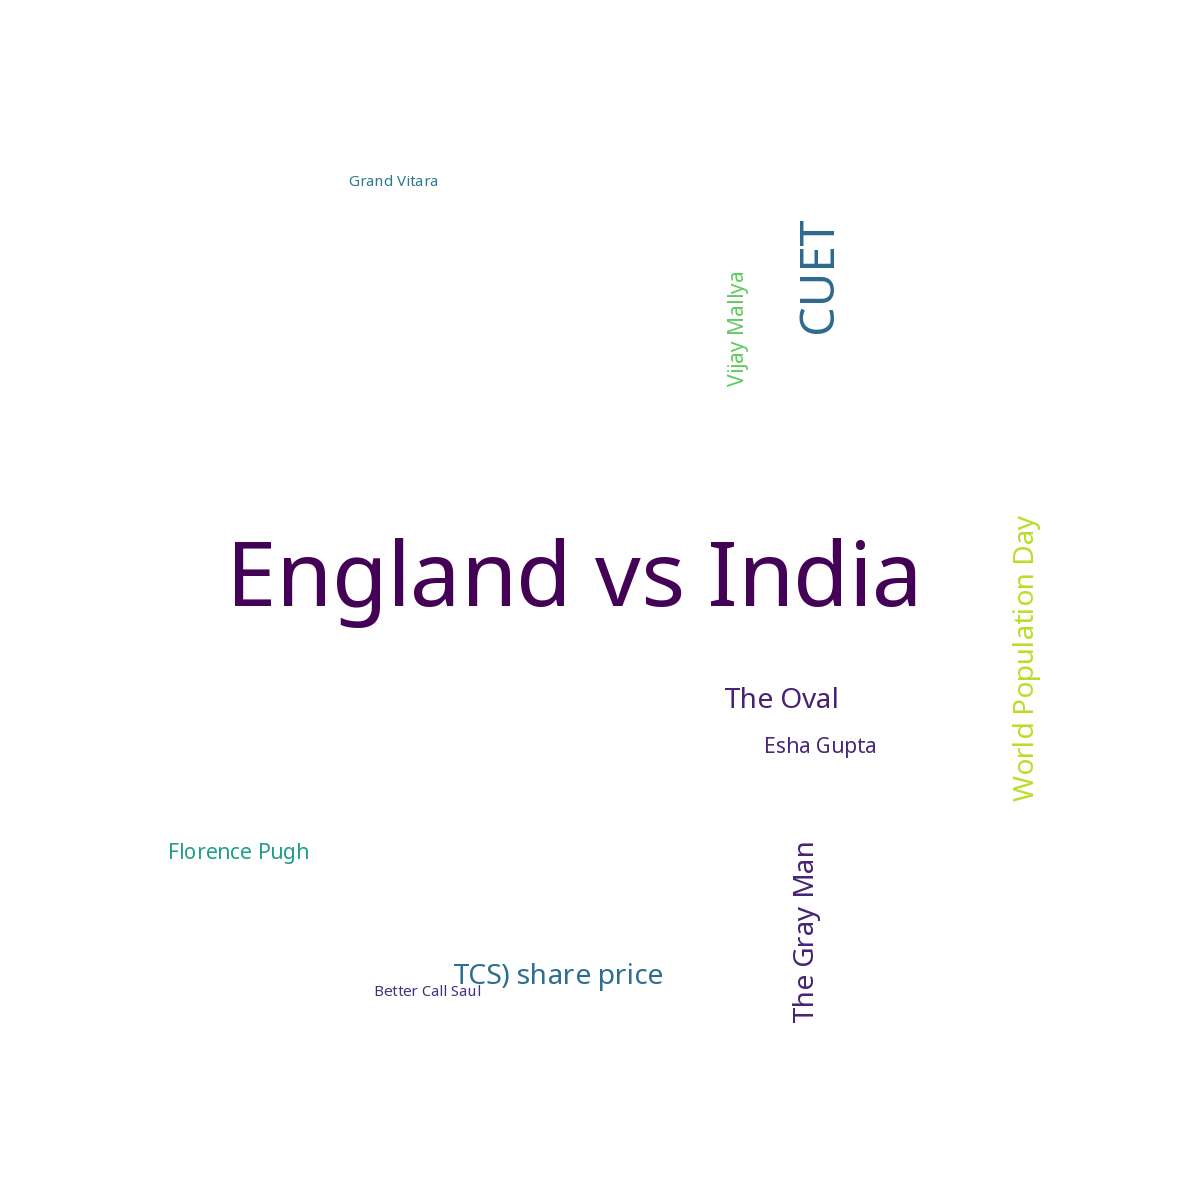 Grand Vitara
CUET
Vijay Mallya
England vs India
World Population Day
The Oval
Esha Gupta
Florence Pugh
The Gray Man
TCS) share price
Better Call Saul